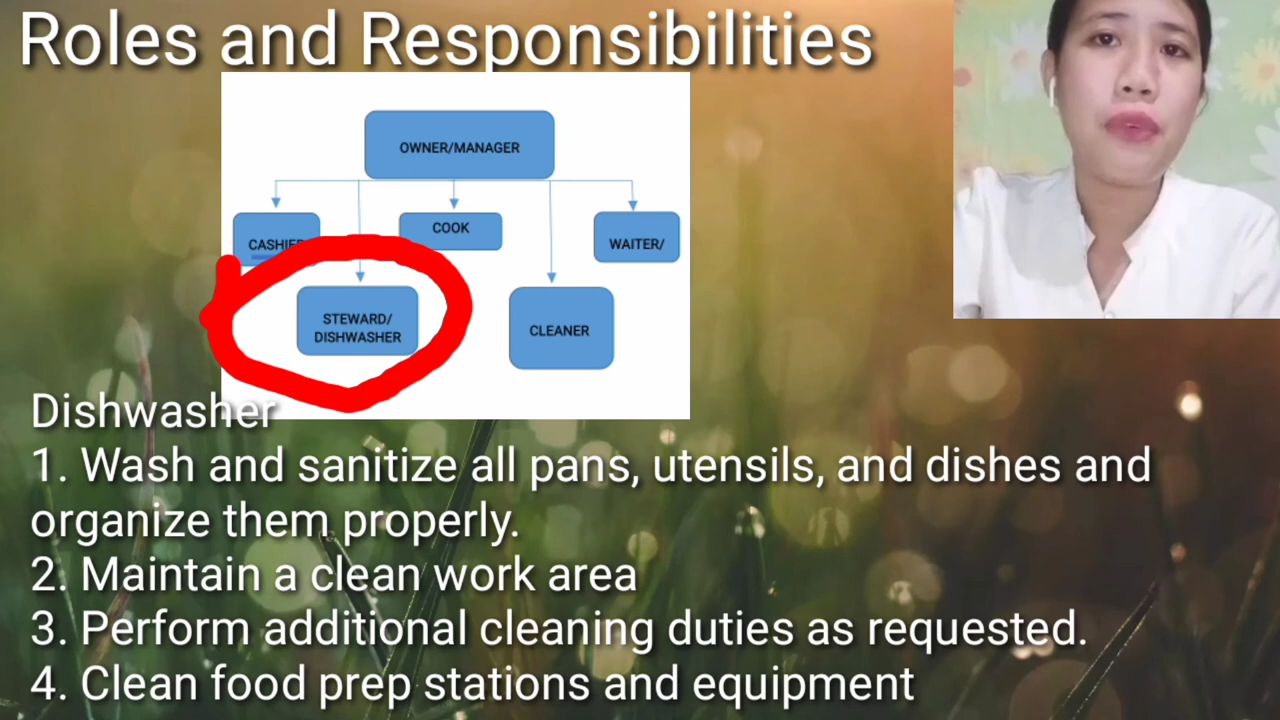 Roles and Responsibilities
OWNER/MANAGER
CASHIER
COOK
WAITER/
STEWARD/
DISHWASHER
CLEANER
Dishwasher
1. Wash and sanitize all pans, utensils, and dishes and
organize them properly.
2. Maintain a clean work area
3. Perform additional cleaning duties as requested.
4. Clean food prep stations and equipment